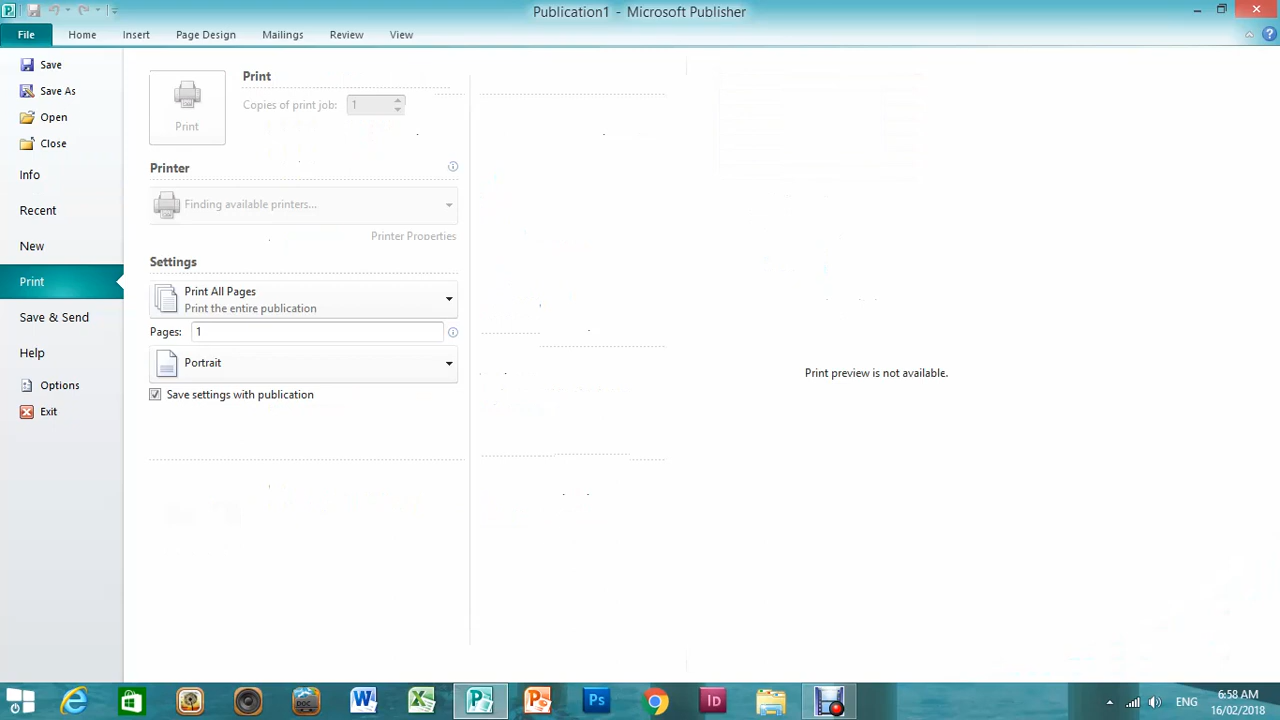 Publication1 - Microsoft Publisher
File Home Insert Page Design Mailings Review View
Save
Save As
Open
Close
Info
Recent
New
Print
Save & Send
Help
Options
Exit
Print
Print
Copies of print job: 1
Printer
Finding available printers...
Printer Properties
Settings
Print All Pages
Print the entire publication
Pages: 1
Portrait
Save settings with publication
Print preview is not available.
DOC
Ps
ENG
6:58 AM
16/02/2018